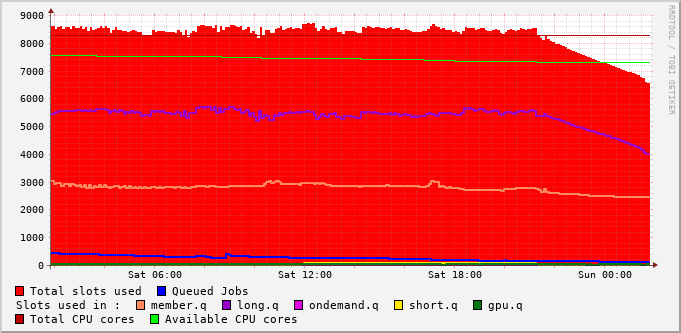 9000
8000
7000
6000
5000
4000
3000
2000
1000
0
Sat 06:00 Sat 12:00 Sat 18:00 Sun 00:00
RRDTOOL / TOBI OETIKER
Total slots used Queued Jobs
Slots used in : member.q long.q ondemand.q short.q gpu.q
Total CPU cores Available CPU cores